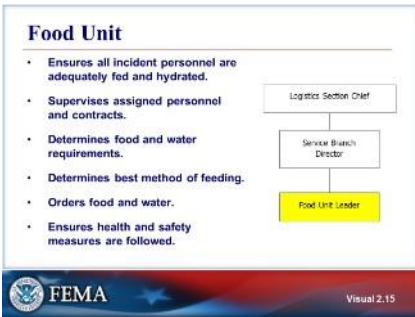 Food Unit
• Ensures all incident personnel are
adequately fed and hydrated.
• Supervises assigned personnel
and contracts.
• Determines food and water
requirements.
• Determines best method of feeding.
• Orders food and water.
• Ensures health and safety
measures are followed.
Logistics Section Chief
Service Branch
Director
Food Unit Leader
FEMA
Visual 2.15